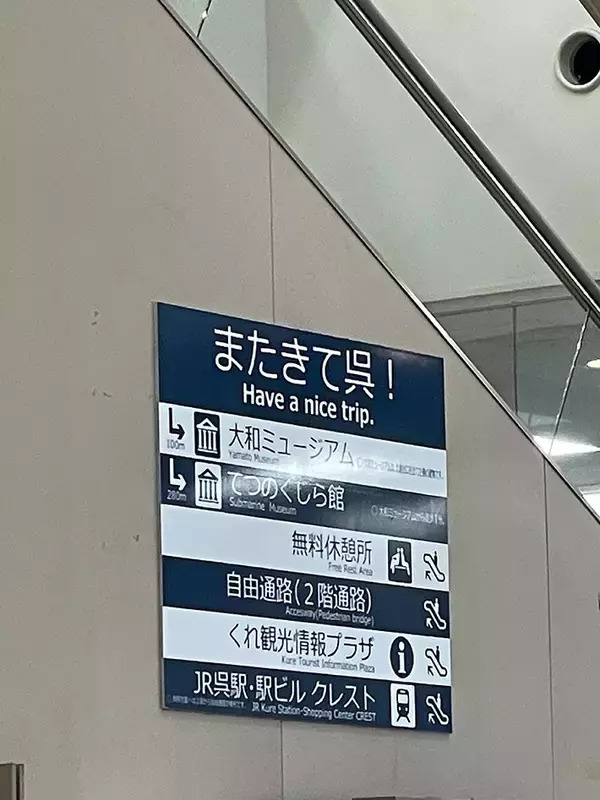 またきて呉！
Have a nice trip.
100m
大和ミュージアム
Yamato Museum
280m
てつのくじら館
Submarine Museum
無料休憩所
Free Rest Area
自由通路(２階通路)
Accessway(Pedestrian bridge)
くれ観光情報プラザ
Kure Tourist Information Plaza
JR呉駅・駅ビル クレスト
JR Kure Station-Shopping Center CREST